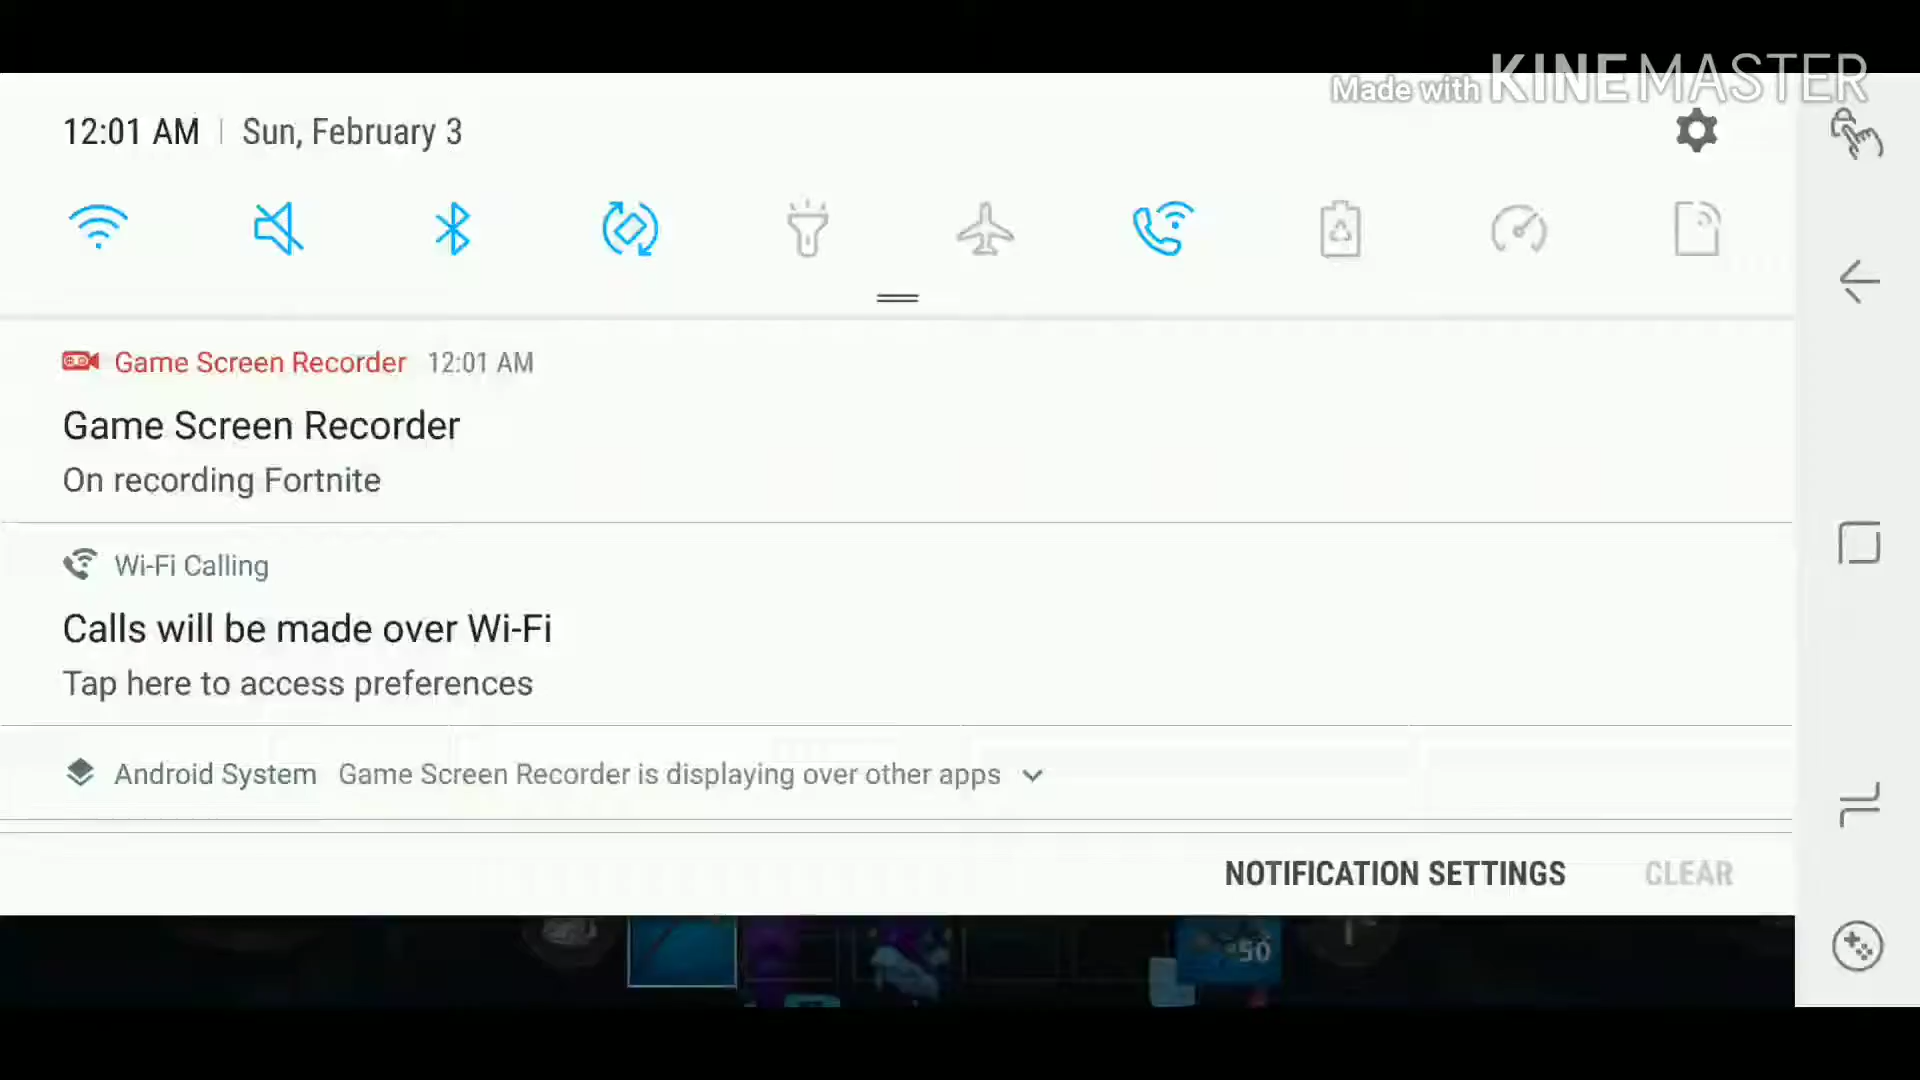 Made with KINEMASTER
12:01 AM | Sun, February 3
Game Screen Recorder 12:01 AM
Game Screen Recorder
On recording Fortnite
Wi-Fi Calling
Calls will be made over Wi-Fi
Tap here to access preferences
Android System Game Screen Recorder is displaying over other apps
NOTIFICATION SETTINGS CLEAR
50